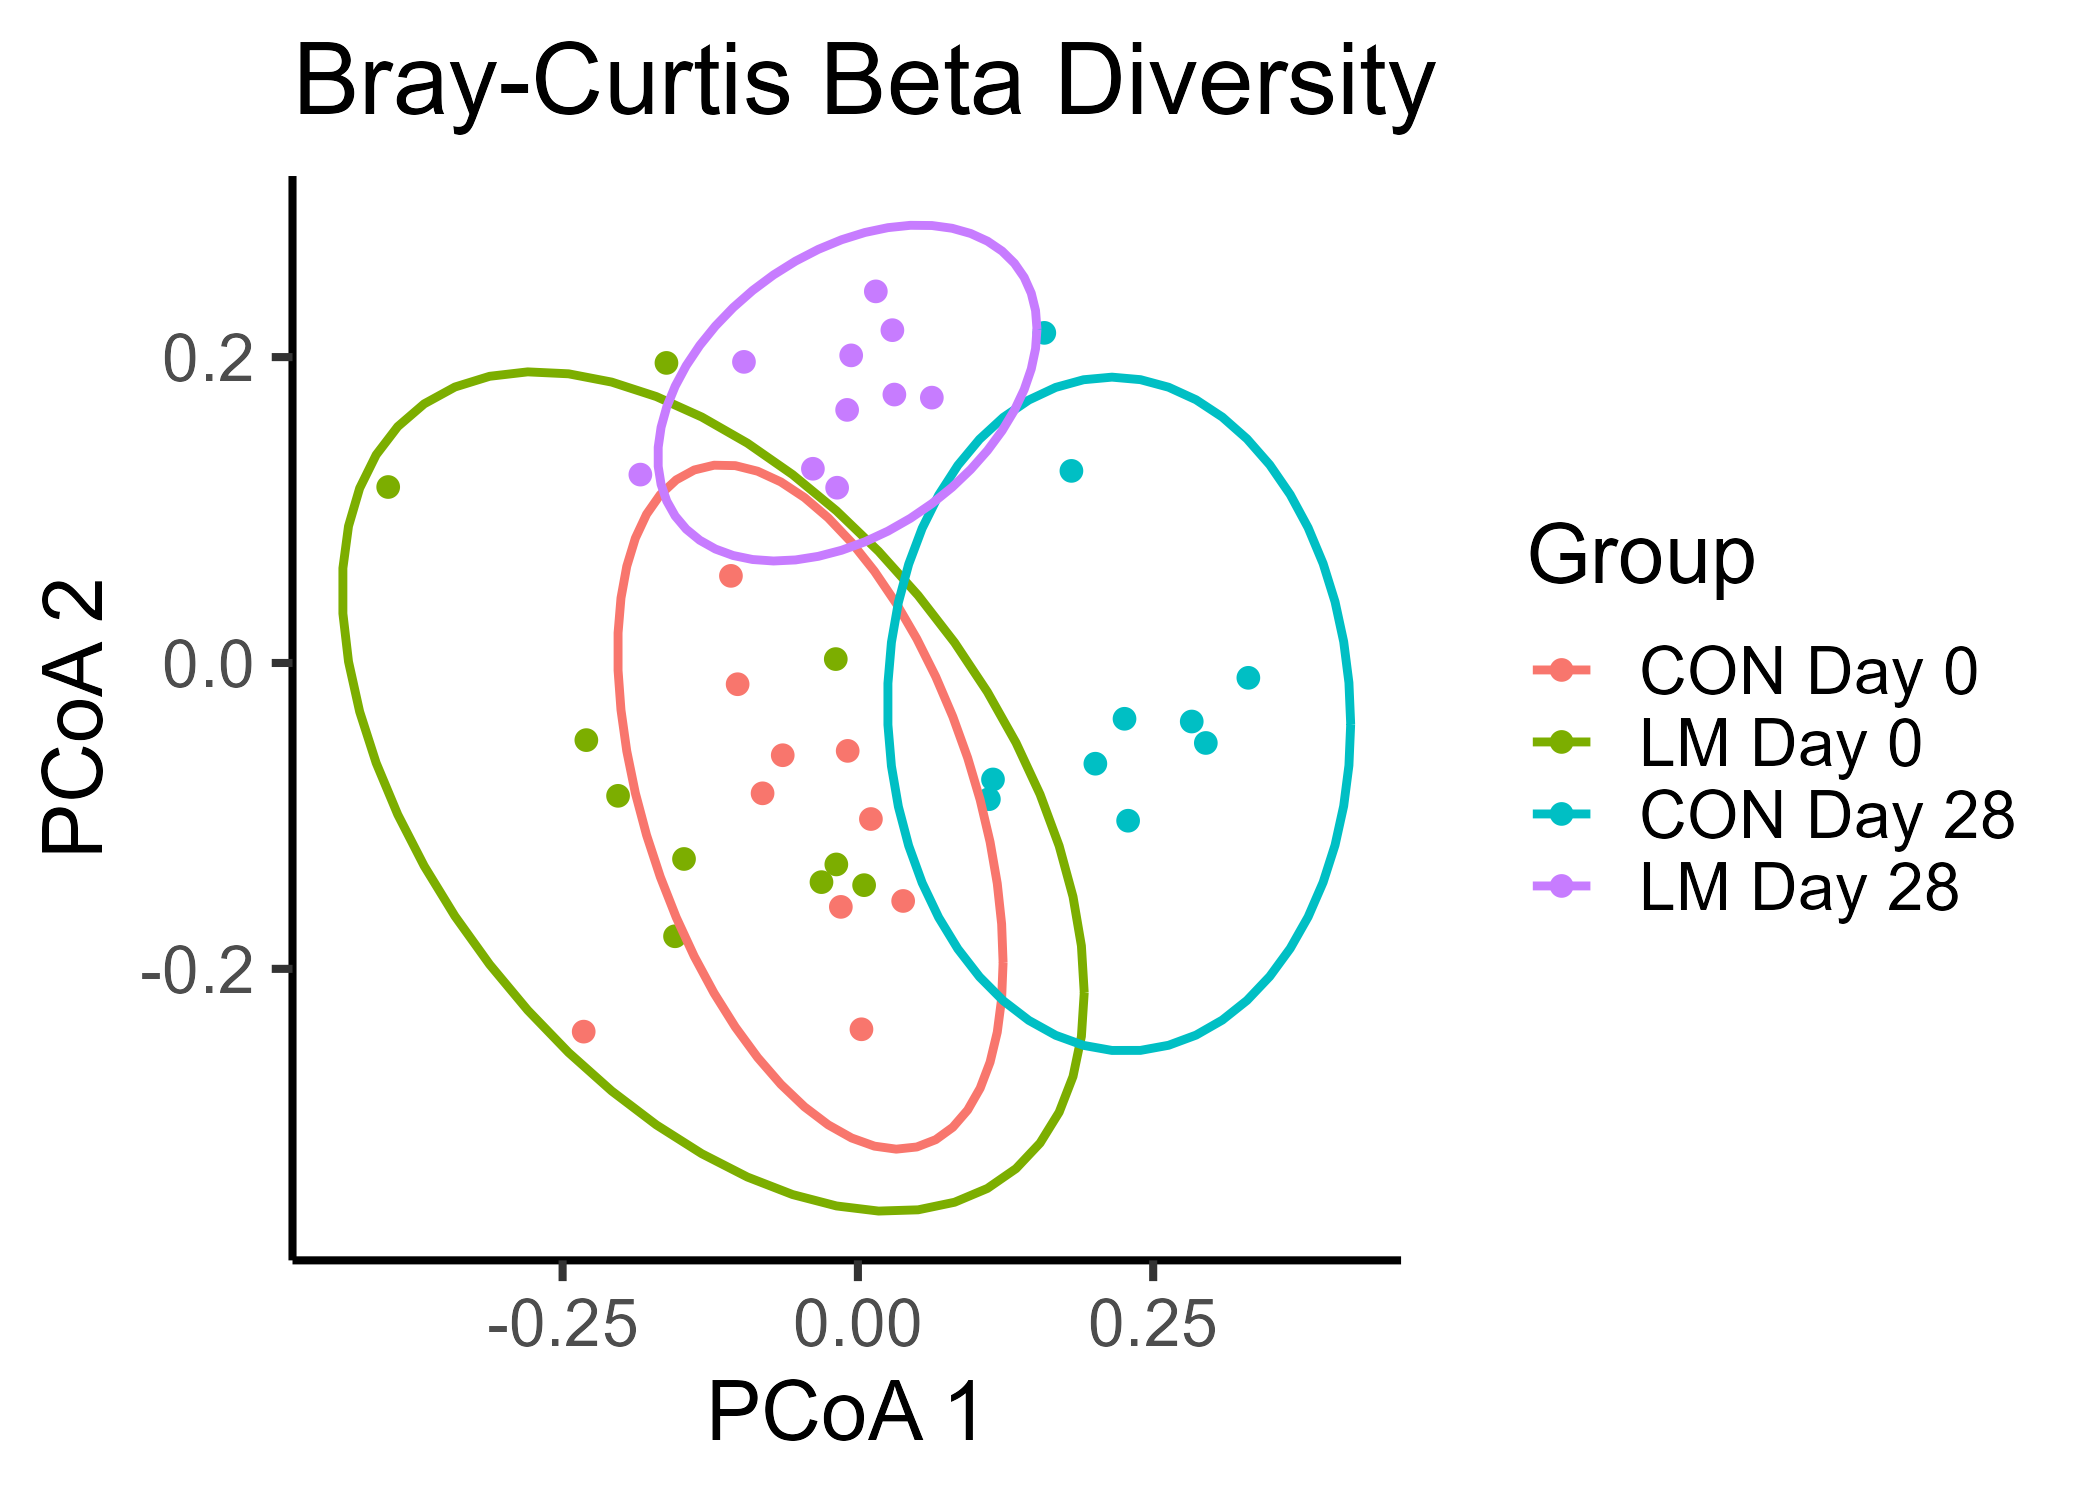 Bray-Curtis Beta Diversity
PCoA 2
0.2
0.0
-0.2
-0.25
0.00
0.25
PCoA 1
Group
CON Day 0
LM Day 0
CON Day 28
LM Day 28